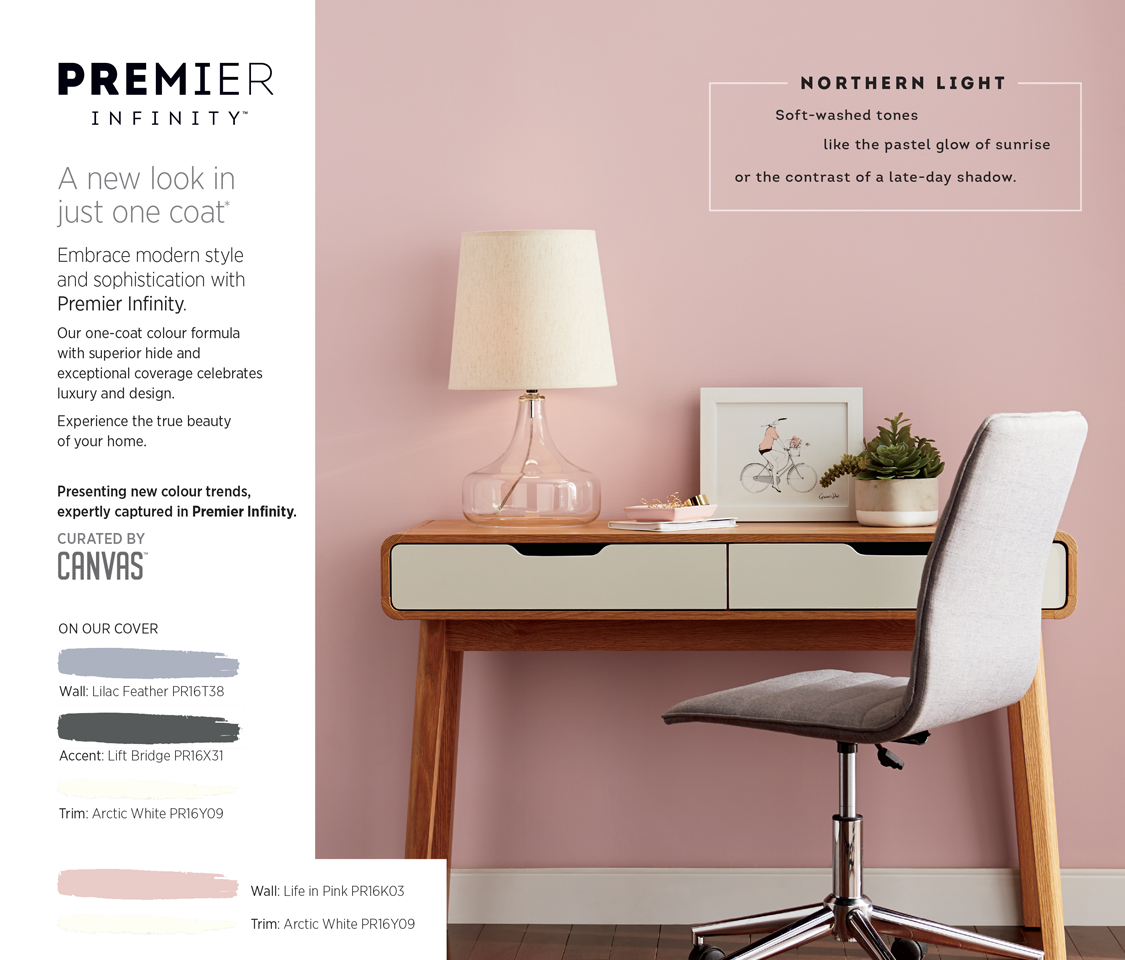 PREMIER
INFINITY™
A new look in
just one coat*
Embrace modern style
and sophistication with
Premier Infinity.
Our one-coat colour formula
with superior hide and
exceptional coverage celebrates
luxury and design.
Experience the true beauty
of your home.
Presenting new colour trends,
expertly captured in Premier Infinity.
CURATED BY
CANVAS™
ON OUR COVER
Wall: Lilac Feather PR16T38
Accent: Lift Bridge PR16X31
Trim: Arctic White PR16Y09
Wall: Life in Pink PR16K03
Trim: Arctic White PR16Y09
NORTHERN LIGHT
Soft-washed tones
like the pastel glow of sunrise
or the contrast of a late-day shadow.